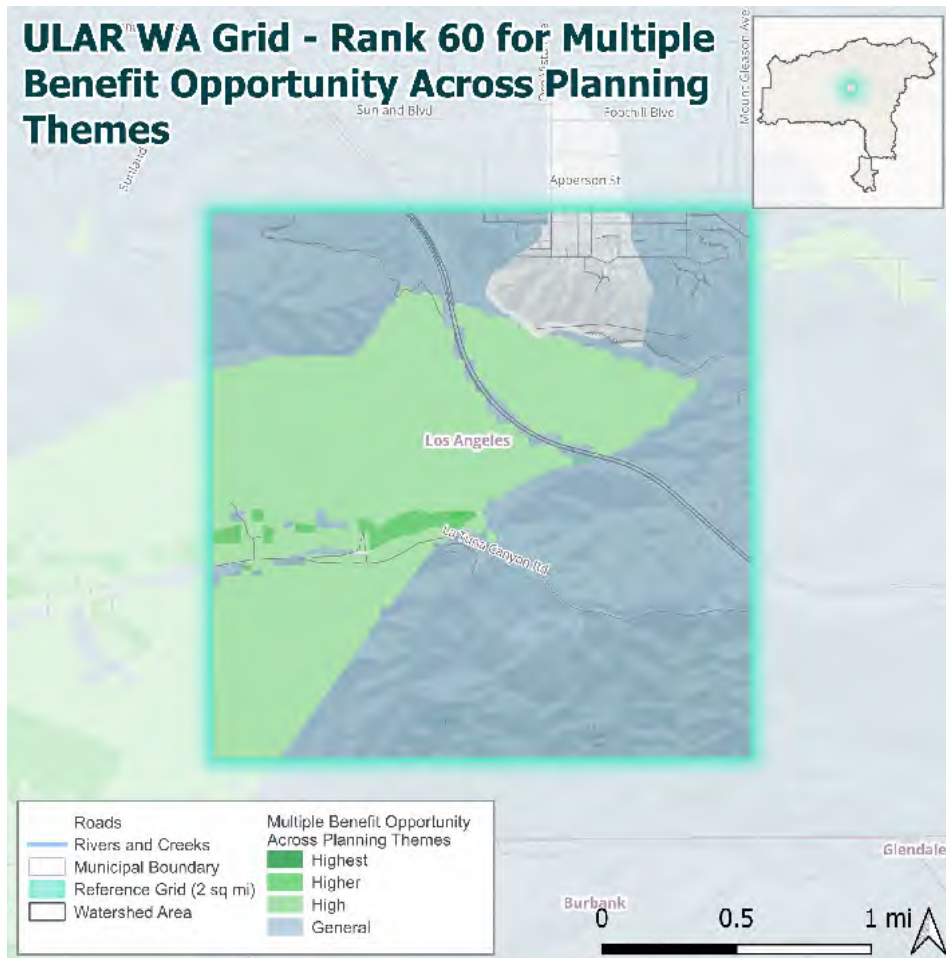 ULAR WA Grid - Rank 60 for Multiple
Benefit Opportunity Across Planning
Themes
Mount Gleason Ave
Sunland Blvd
Foothill Blvd
Sunland
Apperson St
Los Angeles
La Tuna Canyon Rd
Roads
Rivers and Creeks
Municipal Boundary
Reference Grid (2 sq mi)
Watershed Area
Multiple Benefit Opportunity
Across Planning Themes
Highest
Higher
High
General
Glendale
Burbank
0 0.5 1 mi